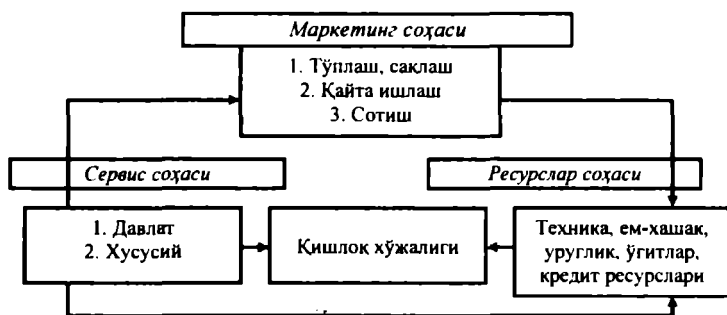 Маркетинг соҳаси
1. Тўплаш, сақлаш
2. Қайта ишлаш
3. Сотиш
Сервис соҳаси
Ресурслар соҳаси
1. Давлат
2. Хусусий
Қишлоқ хўжалиги
Техника, ем-хашак,
уруглик, ўгитлар,
кредит ресурслари